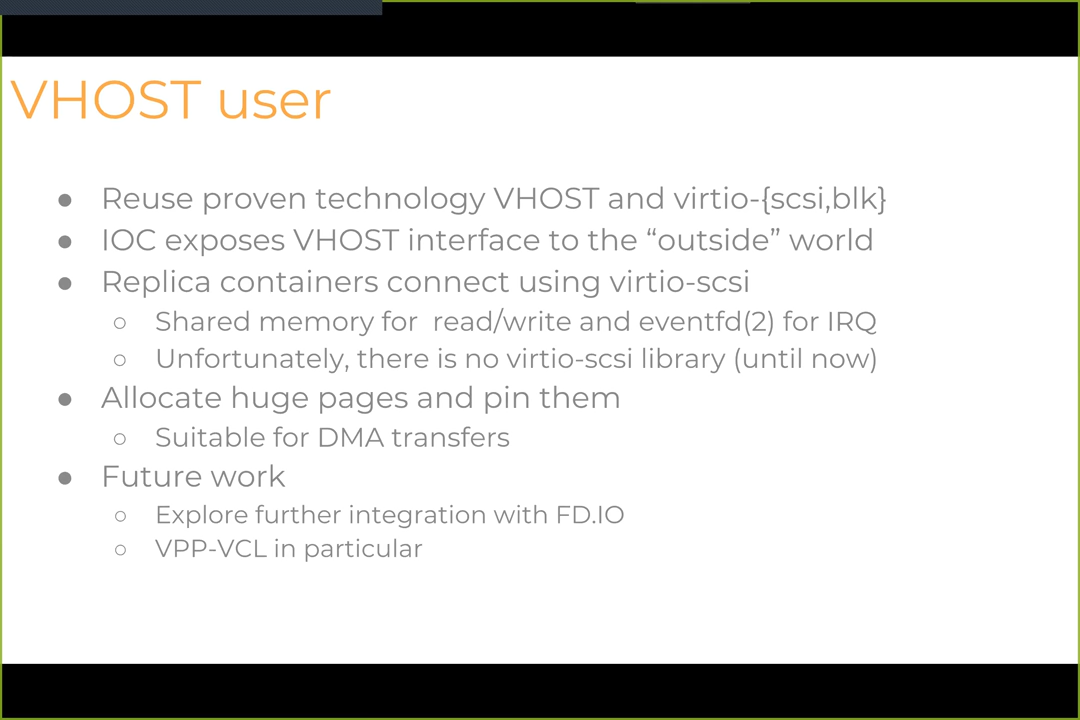 VHOST user
● Reuse proven technology VHOST and virtio-{scsi,blk}
● IOC exposes VHOST interface to the “outside” world
● Replica containers connect using virtio-scsi
○ Shared memory for  read/write and eventfd(2) for IRQ
○ Unfortunately, there is no virtio-scsi library (until now)
● Allocate huge pages and pin them
○ Suitable for DMA transfers
● Future work
○ Explore further integration with FD.IO
○ VPP-VCL in particular